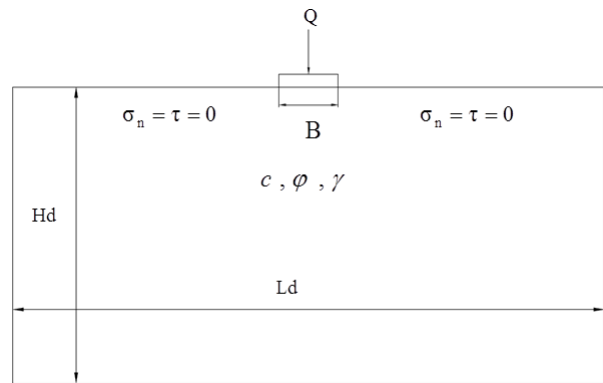 Q
σn = τ = 0
σn = τ = 0
B
c , φ , γ
Hd
Ld